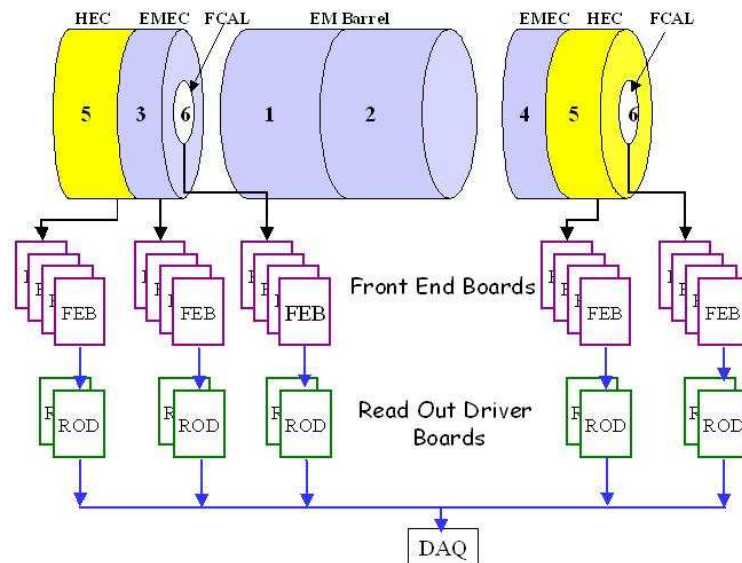 HEC EMEC FCAL EM Barrel EMEC HEC FCAL
5 3 6 1 2 4 5 6
Front End Boards
FEB FEB FEB FEB FEB
Read Out Driver
Boards
R R R R R
ROD ROD ROD ROD ROD
DAQ